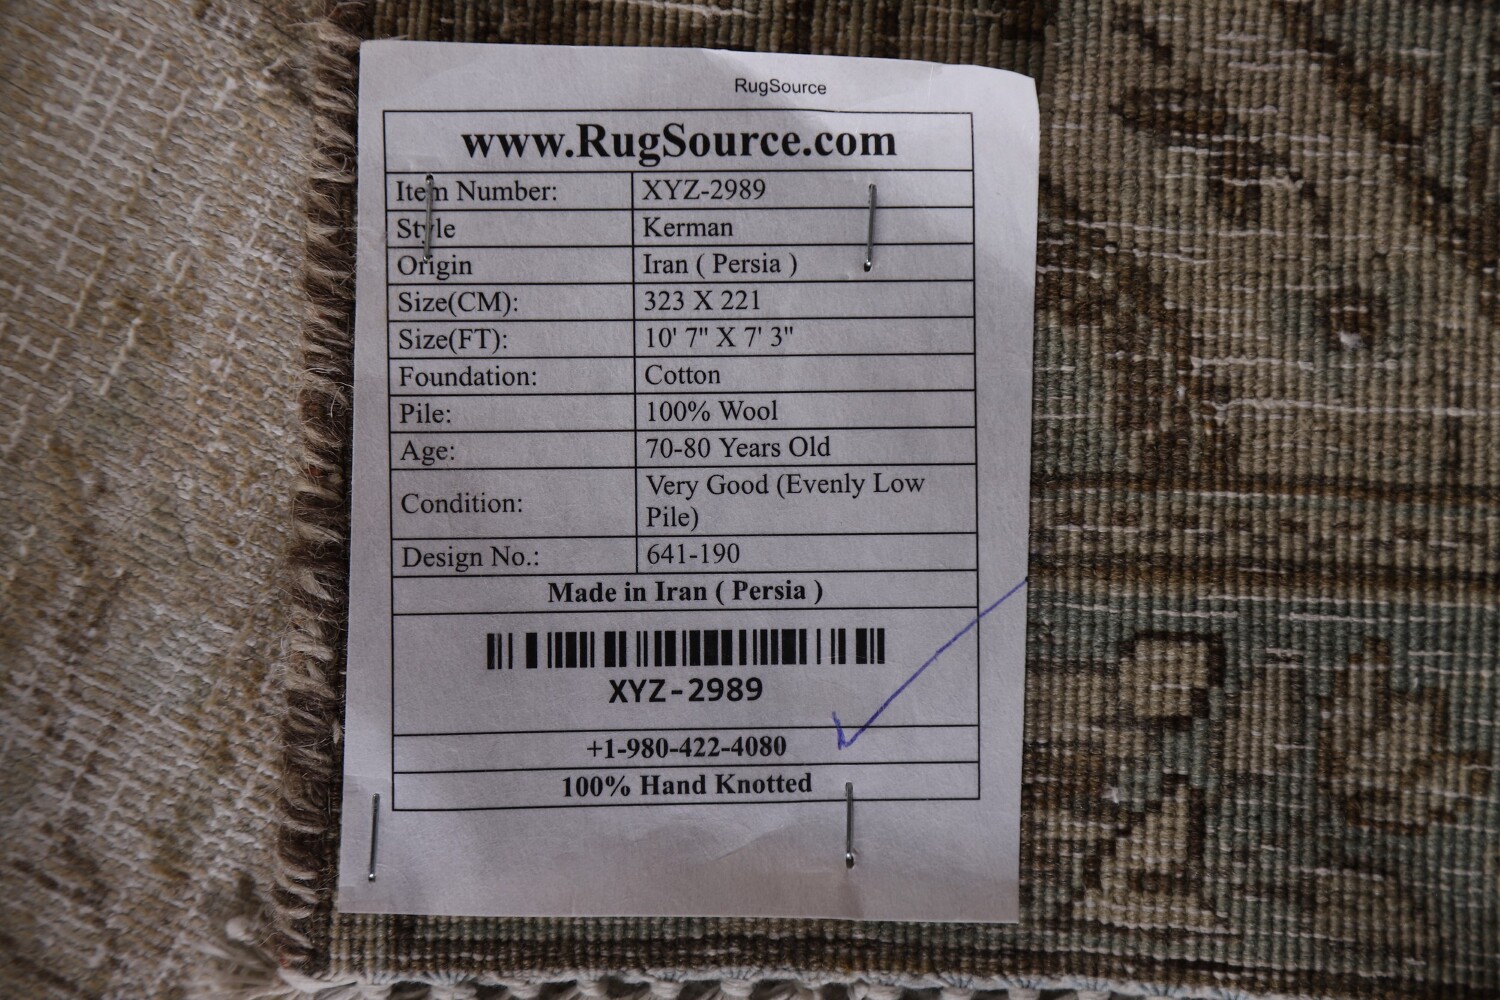 RugSource
www.RugSource.com
Item Number: XYZ-2989
Style Kerman
Origin Iran ( Persia )
Size(CM): 323 X 221
Size(FT): 10' 7" X 7' 3"
Foundation: Cotton
Pile: 100% Wool
Age: 70-80 Years Old
Condition: Very Good (Evenly Low
Pile)
Design No.: 641-190
Made in Iran ( Persia )
XYZ-2989
+1-980-422-4080
100% Hand Knotted